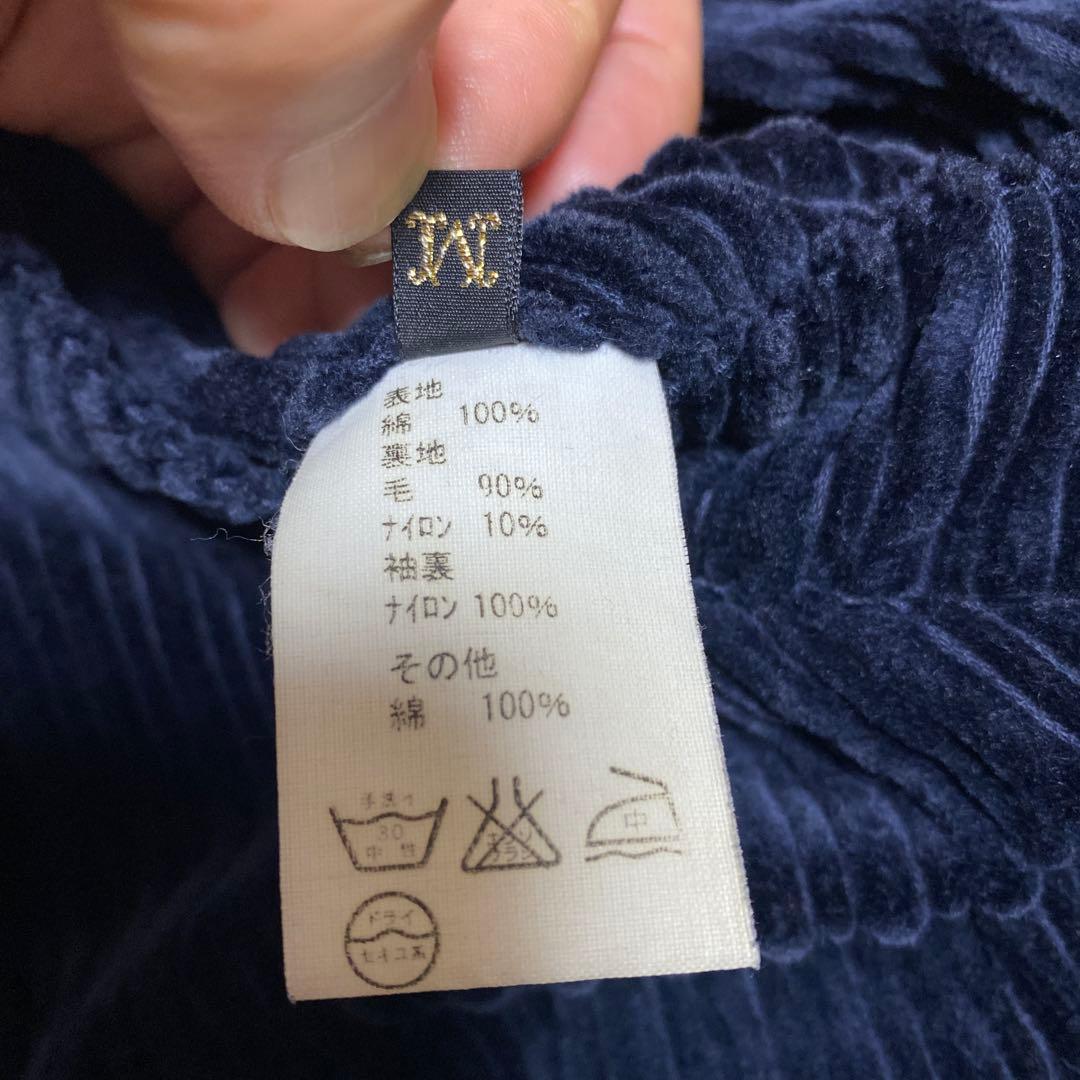 M
表地
綿 100%
裏地
毛 90%
ナイロン 10%
袖裏
ナイロン 100%
その他
綿 100%
手洗イ
30
中性
エンソ
サラシ
中
ドライ
セキユ系